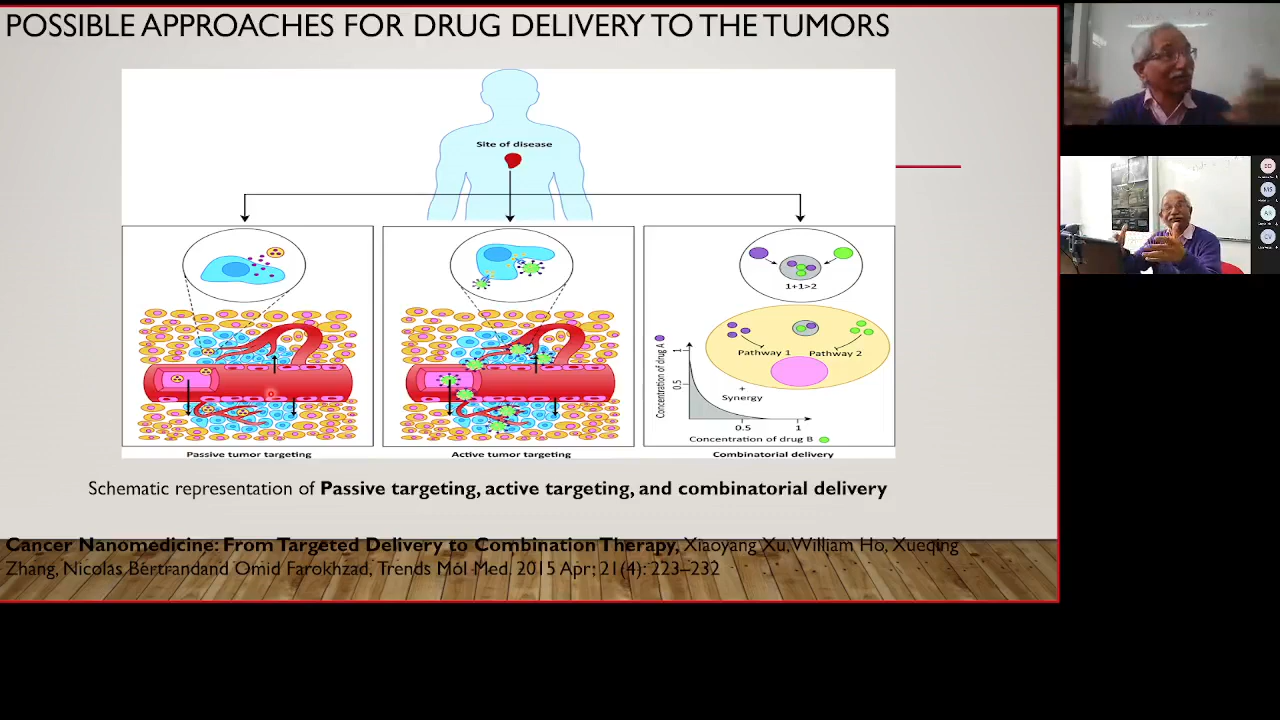 POSSIBLE APPROACHES FOR DRUG DELIVERY TO THE TUMORS
Site of disease
1+1>2
Pathway 1
Pathway 2
Concentration of drug A
1
0.5
+
Synergy
0.5
1
Concentration of drug B
Passive tumor targeting
Active tumor targeting
Combinatorial delivery
Schematic representation of Passive targeting, active targeting, and combinatorial delivery
Cancer Nanomedicine: From Targeted Delivery to Combination Therapy, Xiaoyang Xu, William Ho, Xueqing
Zhang, Nicolas Bertrandand Omid Farokhzad, Trends Mol Med. 2015 Apr; 21(4): 223–232
MS
AR